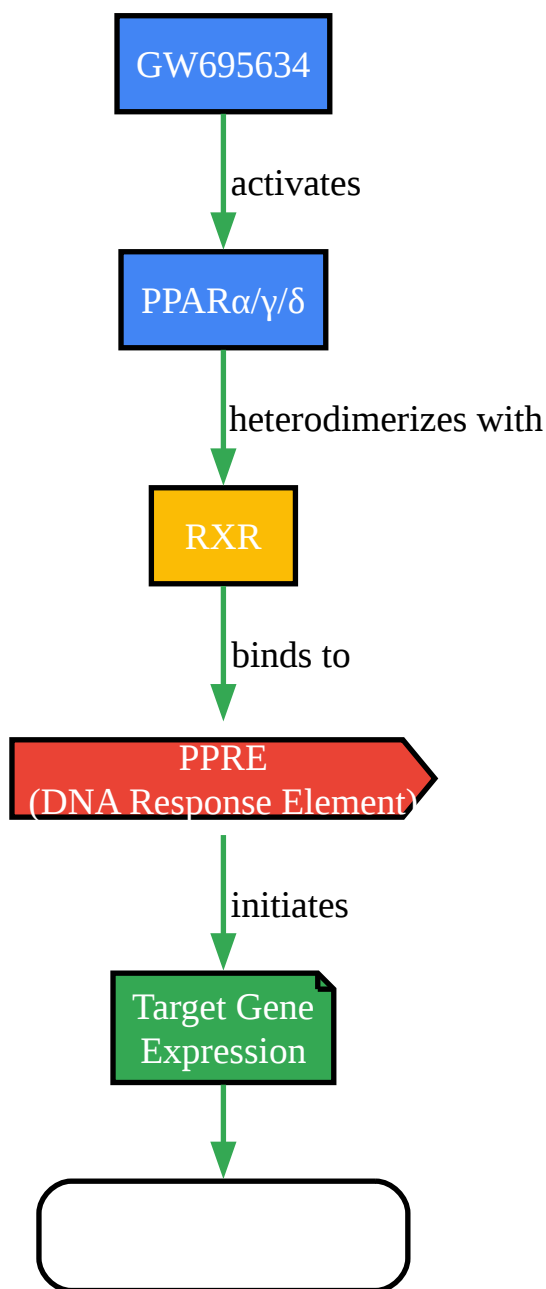 GW695634
activates
PPARα/γ/δ
heterodimerizes with
RXR
binds to
PPRE
(DNA Response Element)
initiates
Target Gene
Expression